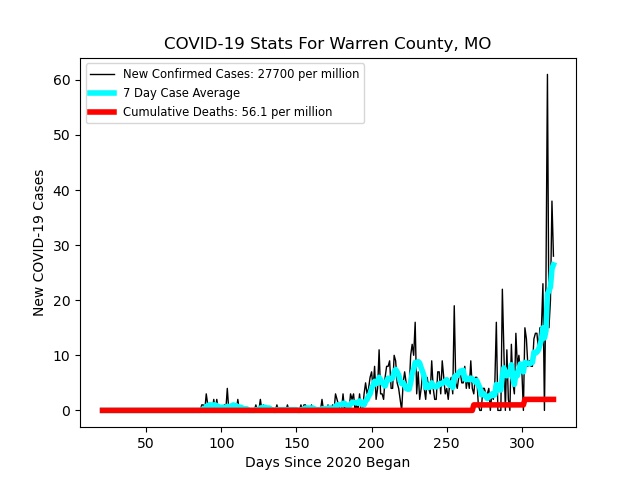 COVID-19 Stats For Warren County, MO
New Confirmed Cases: 27700 per million
7 Day Case Average
Cumulative Deaths: 56.1 per million
New COVID-19 Cases
60
50
40
30
20
10
0
50 100 150 200 250 300
Days Since 2020 Began